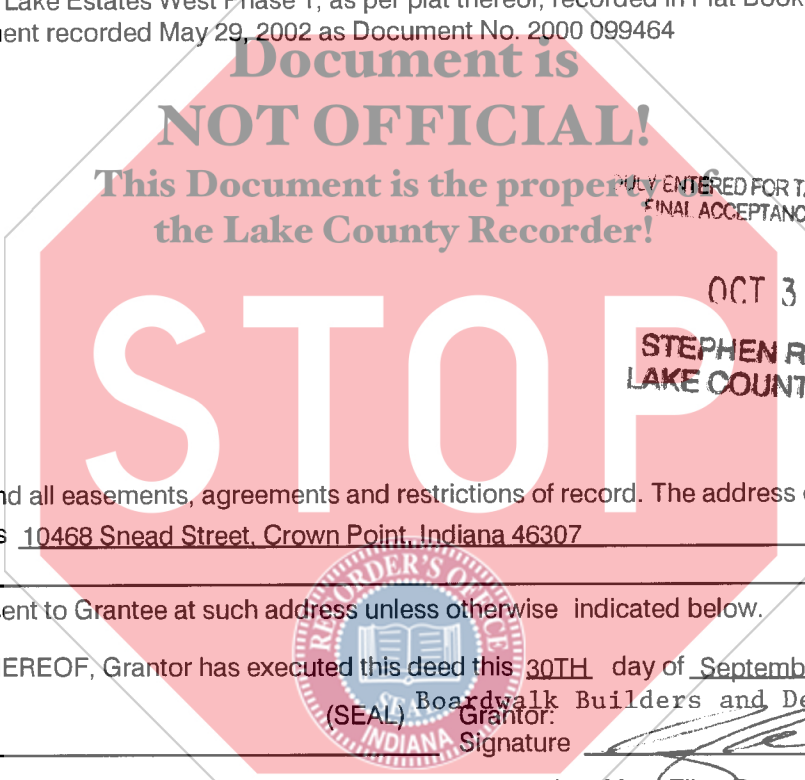 Lake Estates West Phase 1, as per plat thereof, recorded in Plat Book
ent recorded May 29, 2002 as Document No. 2000 099464
Document is
NOT OFFICIAL!
This Document is the property of
the Lake County Recorder!
DULY ENTERED FOR TA
FINAL ACCEPTANC
OCT 3
STEPHEN R
LAKE COUNT
STOP
nd all easements, agreements and restrictions of record. The address o
s 10468 Snead Street, Crown Point, Indiana 46307
RECORDER'S OFFICE
ent to Grantee at such address unless otherwise indicated below.
EREOF, Grantor has executed this deed this 30TH day of Septemb
Boardwalk Builders and De
(SEAL) Grantor:
SEAL
INDIANA
Signature